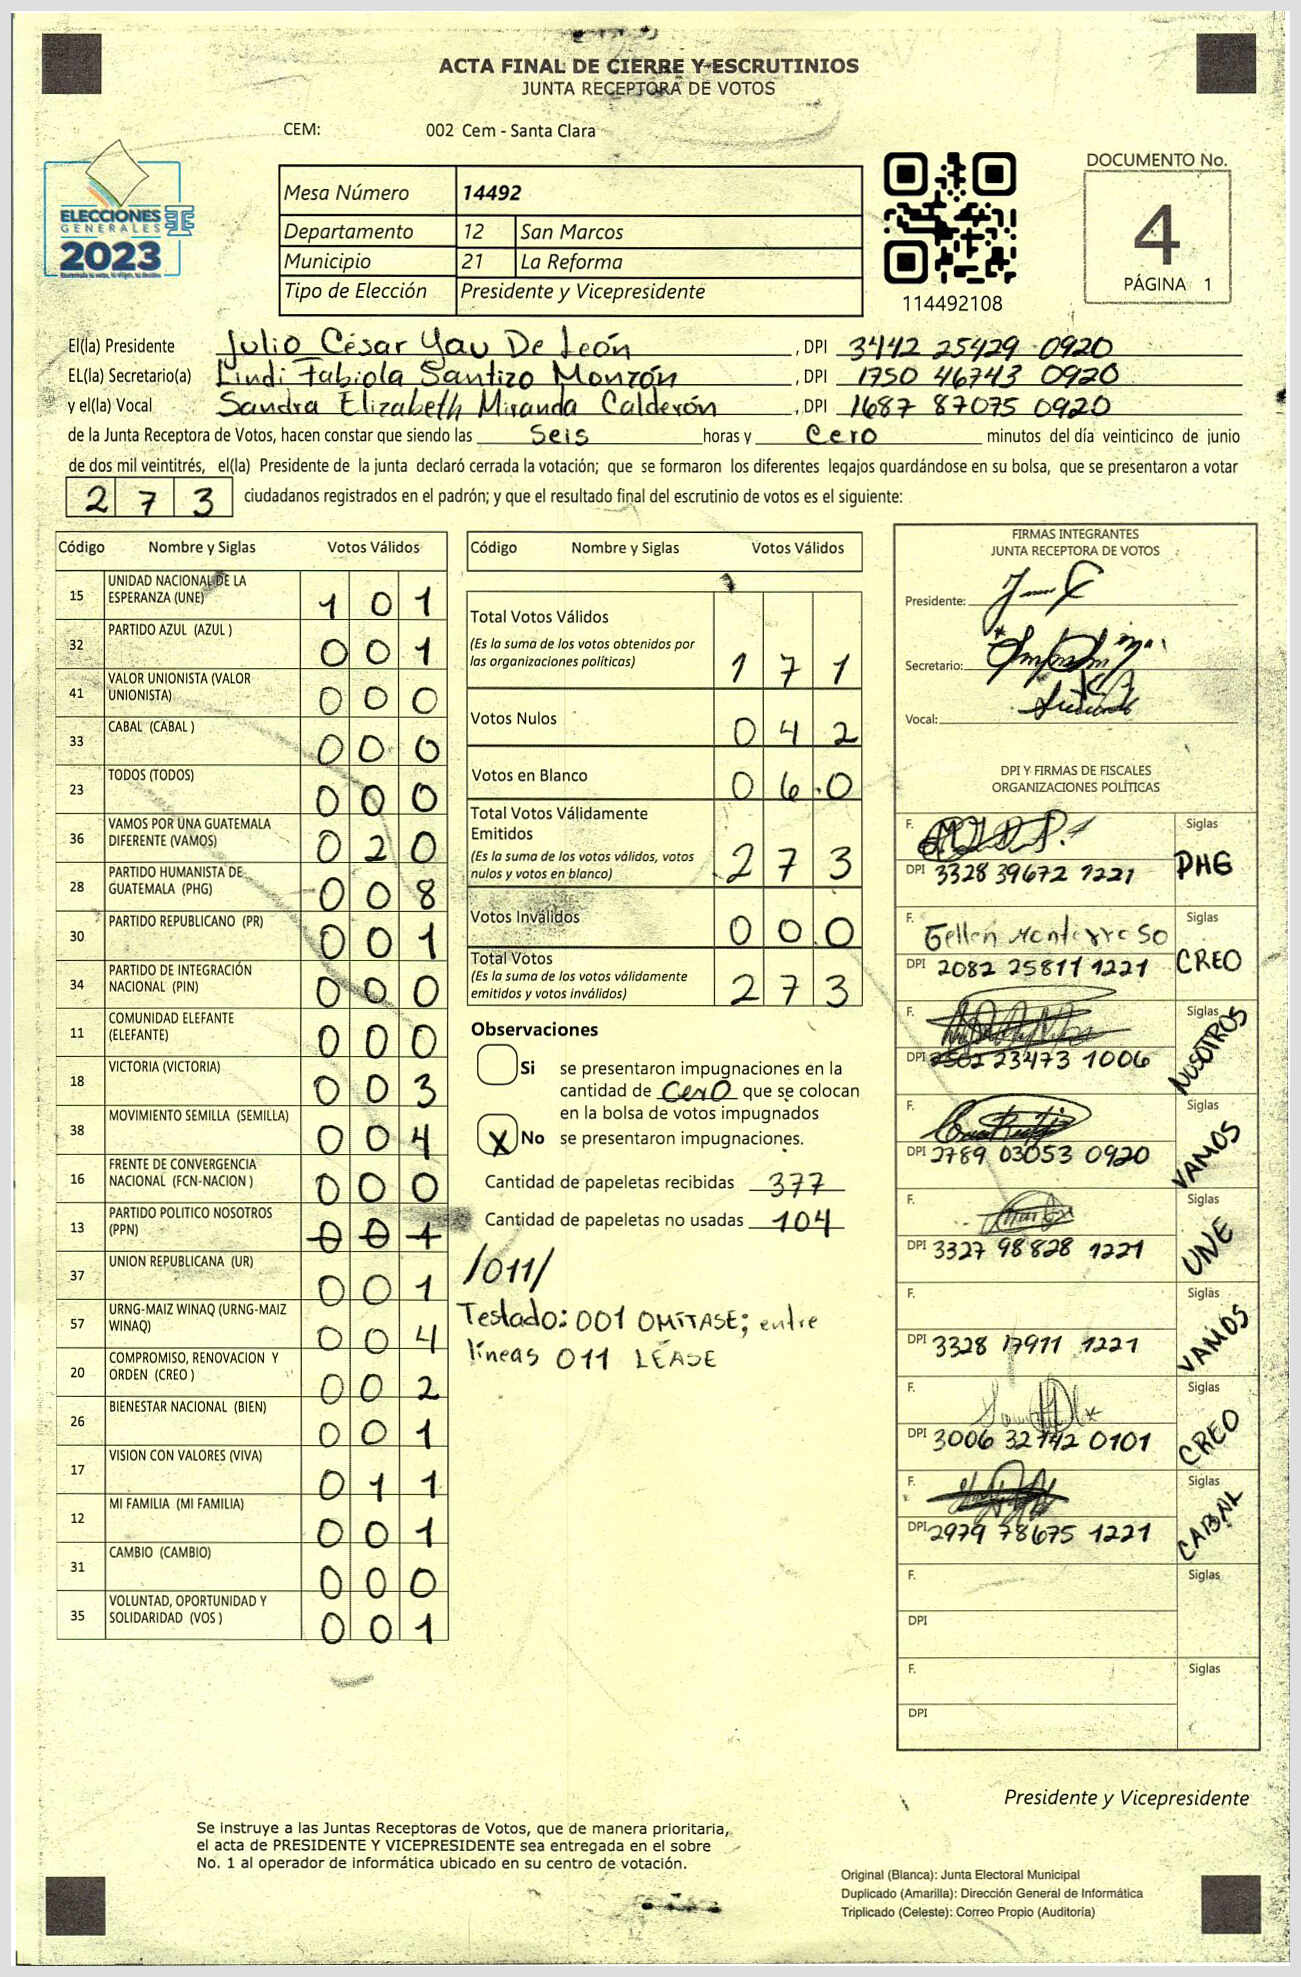 ACTA FINAL DE CIERRE Y ESCRUTINIOS
JUNTA RECEPTORA DE VOTOS
CEM: 002 Cem - Santa Clara
ELECCIONES
GENERALES
2023
Mesa Número 14492
Departamento 12 San Marcos
Municipio 21 La Reforma
Tipo de Elección Presidente y Vicepresidente
114492108
DOCUMENTO No.
4
PÁGINA 1
El(la) Presidente Julio César Yau De León, DPI 3442 25429 0920
EL(la) Secretario(a) Lindi Fabiola Santizo Monzón, DPI 1750 46743 0920
y el(la) Vocal Sandra Elizabeth Miranda Calderón, DPI 1687 87075 0920
de la Junta Receptora de Votos, hacen constar que siendo las Seis horas y Cero minutos del día veinticinco de junio
de dos mil veintitrés, el(la) Presidente de la junta declaró cerrada la votación; que se formaron los diferentes legajos guardándose en su bolsa, que se presentaron a votar
273 ciudadanos registrados en el padrón; y que el resultado final del escrutinio de votos es el siguiente:
Código Nombre y Siglas Votos Válidos
15 UNIDAD NACIONAL DE LA
ESPERANZA (UNE) 1 0 1
32 PARTIDO AZUL (AZUL ) 0 0 1
41 VALOR UNIONISTA (VALOR
UNIONISTA) 0 0 0
33 CABAL (CABAL ) 0 0 0
23 TODOS (TODOS) 0 0 0
36 VAMOS POR UNA GUATEMALA
DIFERENTE (VAMOS) 0 2 0
28 PARTIDO HUMANISTA DE
GUATEMALA (PHG) 0 0 8
30 PARTIDO REPUBLICANO (PR) 0 0 1
34 PARTIDO DE INTEGRACIÓN
NACIONAL (PIN) 0 0 0
11 COMUNIDAD ELEFANTE
(ELEFANTE) 0 0 0
18 VICTORIA (VICTORIA) 0 0 3
38 MOVIMIENTO SEMILLA (SEMILLA) 0 0 4
16 FRENTE DE CONVERGENCIA
NACIONAL (FCN-NACION ) 0 0 0
13 PARTIDO POLITICO NOSOTROS
(PPN) 0 0 1
37 UNION REPUBLICANA (UR) 0 0 1
57 URNG-MAIZ WINAQ (URNG-MAIZ
WINAQ) 0 0 4
20 COMPROMISO, RENOVACION Y
ORDEN (CREO ) 0 0 2
26 BIENESTAR NACIONAL (BIEN) 0 0 1
17 VISION CON VALORES (VIVA) 0 1 1
12 MI FAMILIA (MI FAMILIA) 0 0 1
31 CAMBIO (CAMBIO) 0 0 0
35 VOLUNTAD, OPORTUNIDAD Y
SOLIDARIDAD (VOS ) 0 0 1
Código Nombre y Siglas Votos Válidos
Total Votos Válidos
(Es la suma de los votos obtenidos por
las organizaciones políticas) 1 7 1
Votos Nulos 0 4 2
Votos en Blanco 0 6 0
Total Votos Válidamente
Emitidos
(Es la suma de los votos válidos, votos
nulos y votos en blanco) 2 7 3
Votos Inválidos 0 0 0
Total Votos
(Es la suma de los votos válidamente
emitidos y votos inválidos) 2 7 3
Observaciones
Si se presentaron impugnaciones en la
cantidad de Cero que se colocan
en la bolsa de votos impugnados
X No se presentaron impugnaciones.
Cantidad de papeletas recibidas 377
Cantidad de papeletas no usadas 104
/011/
Testado: 001 OMÍTASE; entre
líneas 011 LÉASE
FIRMAS INTEGRANTES
JUNTA RECEPTORA DE VOTOS
Presidente:
Secretario:
Vocal:
DPI Y FIRMAS DE FISCALES
ORGANIZACIONES POLÍTICAS
F. Siglas
DPI 3328 39672 1221 PHG
F. Monterroso Siglas
DPI 2082 25811 1221 CREO
F. Siglas
DPI 2502 23473 1006 NOSOTROS
F. Siglas
DPI 2789 03053 0920 VAMOS
F. Siglas
DPI 3327 98828 1221 UNE
F. Siglas
DPI 3328 17911 1221 VAMOS
F. Siglas
DPI 3006 32742 0101 CREO
F. Siglas
DPI 2979 78675 1221 CABAL
F. Siglas
DPI
F. Siglas
DPI
Presidente y Vicepresidente
Se instruye a las Juntas Receptoras de Votos, que de manera prioritaria,
el acta de PRESIDENTE Y VICEPRESIDENTE sea entregada en el sobre
No. 1 al operador de informática ubicado en su centro de votación.
Original (Blanca): Junta Electoral Municipal
Duplicado (Amarilla): Dirección General de Informática
Triplicado (Celeste): Correo Propio (Auditoría)